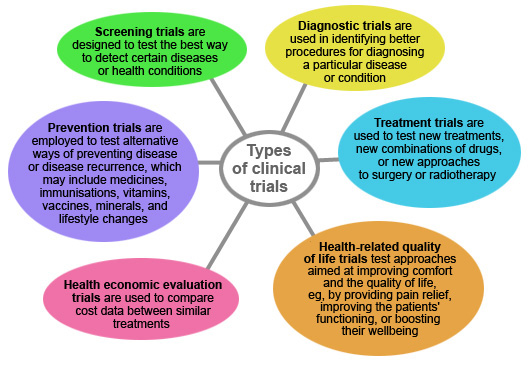 Screening trials are
designed to test the best way
to detect certain diseases
or health conditions
Diagnostic trials are
used in identifying better
procedures for diagnosing
a particular disease
or condition
Prevention trials are
employed to test alternative
ways of preventing disease
or disease recurrence, which
may include medicines,
immunisations, vitamins,
vaccines, minerals, and
lifestyle changes
Types
of clinical
trials
Treatment trials are
used to test new treatments,
new combinations of drugs,
or new approaches
to surgery or radiotherapy
Health economic evaluation
trials are used to compare
cost data between similar
treatments
Health-related quality
of life trials test approaches
aimed at improving comfort
and the quality of life,
eg, by providing pain relief,
improving the patients'
functioning, or boosting
their wellbeing